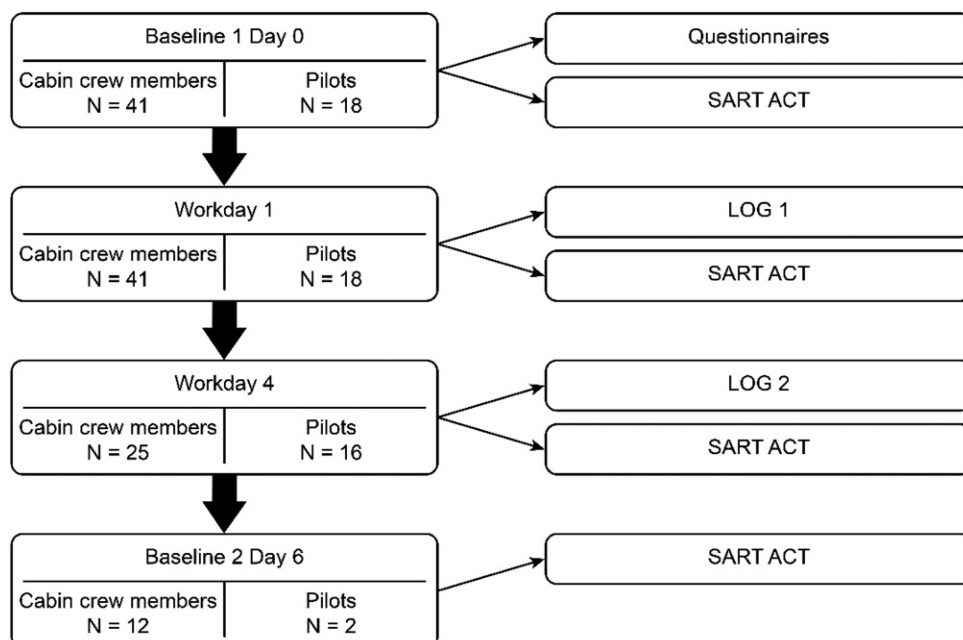 Baseline 1 Day 0
Cabin crew members
N = 41
Pilots
N = 18
Questionnaires
SART ACT
Workday 1
Cabin crew members
N = 41
Pilots
N = 18
LOG 1
SART ACT
Workday 4
Cabin crew members
N = 25
Pilots
N = 16
LOG 2
SART ACT
Baseline 2 Day 6
Cabin crew members
N = 12
Pilots
N = 2
SART ACT